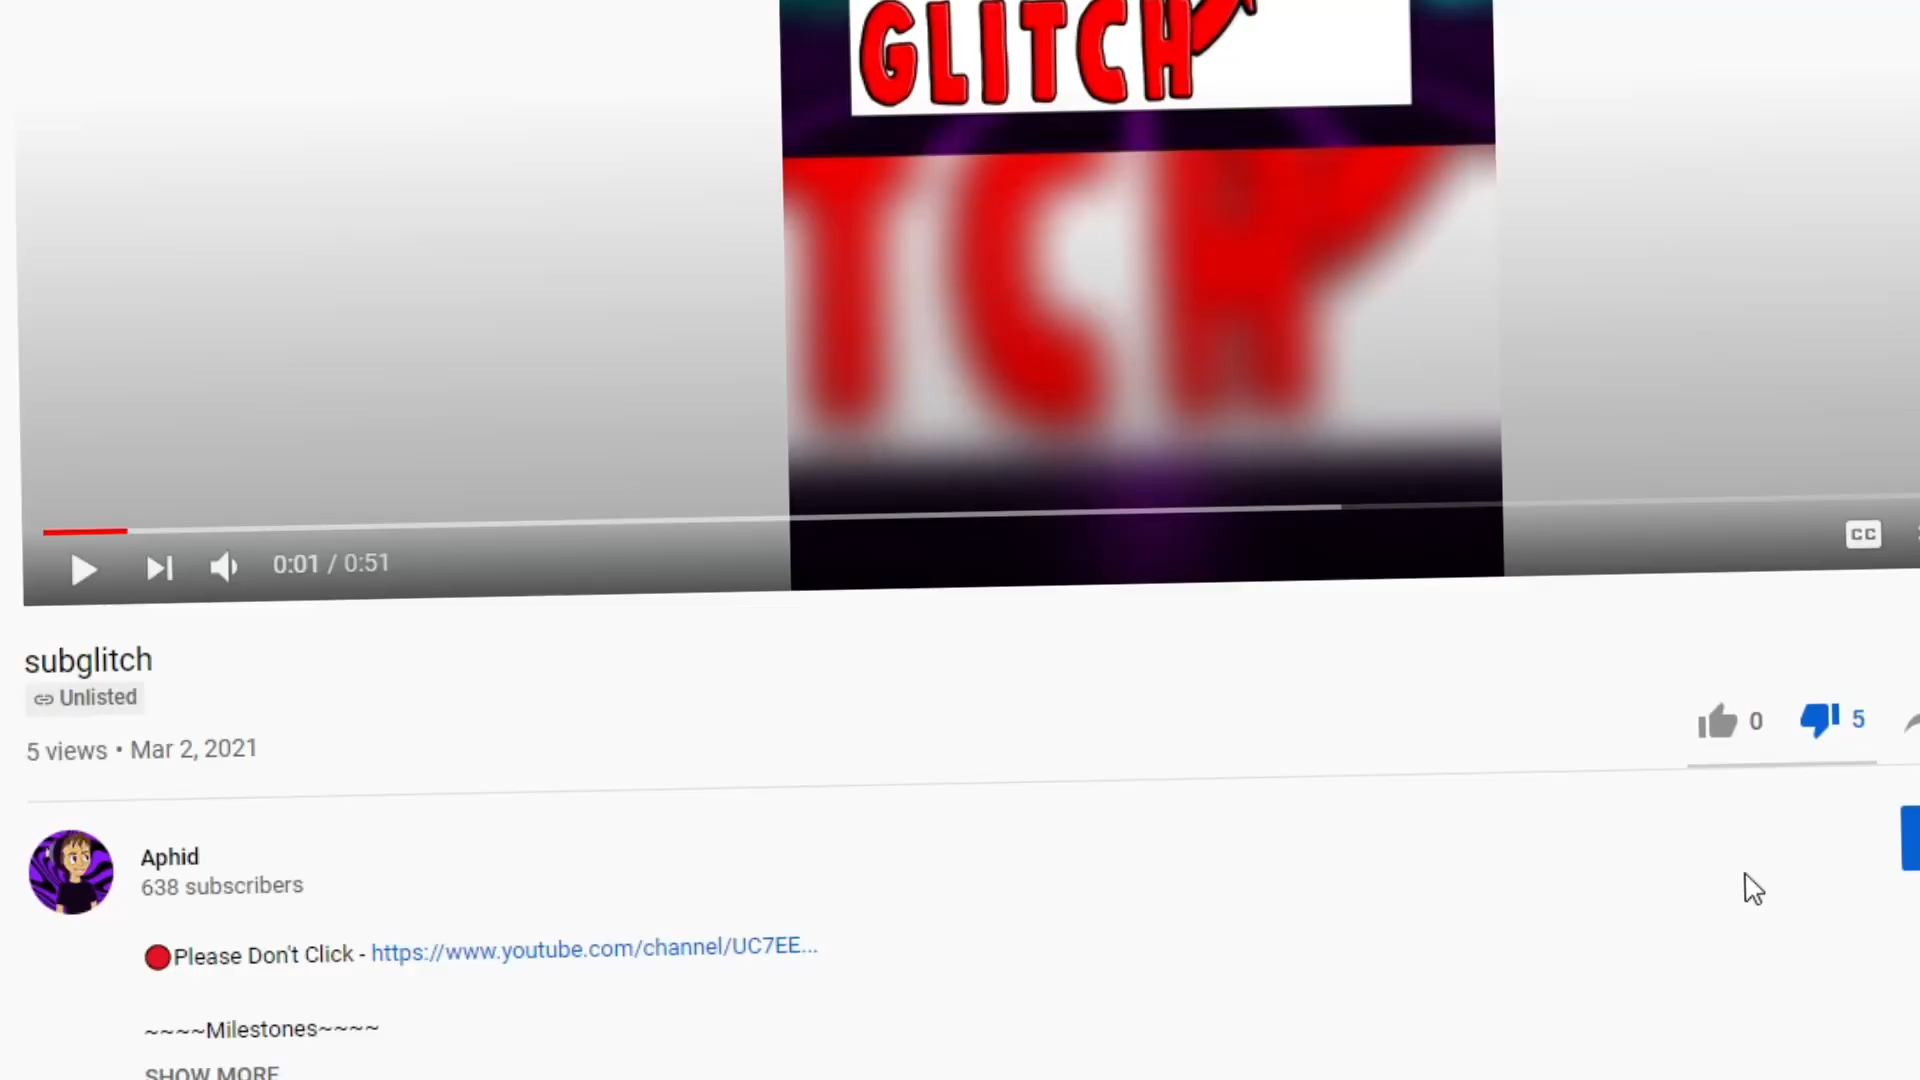 GLITCH
TCH
0:01 / 0:51
CC
subglitch
Unlisted
5 views • Mar 2, 2021
0
5
Aphid
638 subscribers
🔴Please Don't Click - https://www.youtube.com/channel/UC7EE...
~~~~Milestones~~~~
SHOW MORE